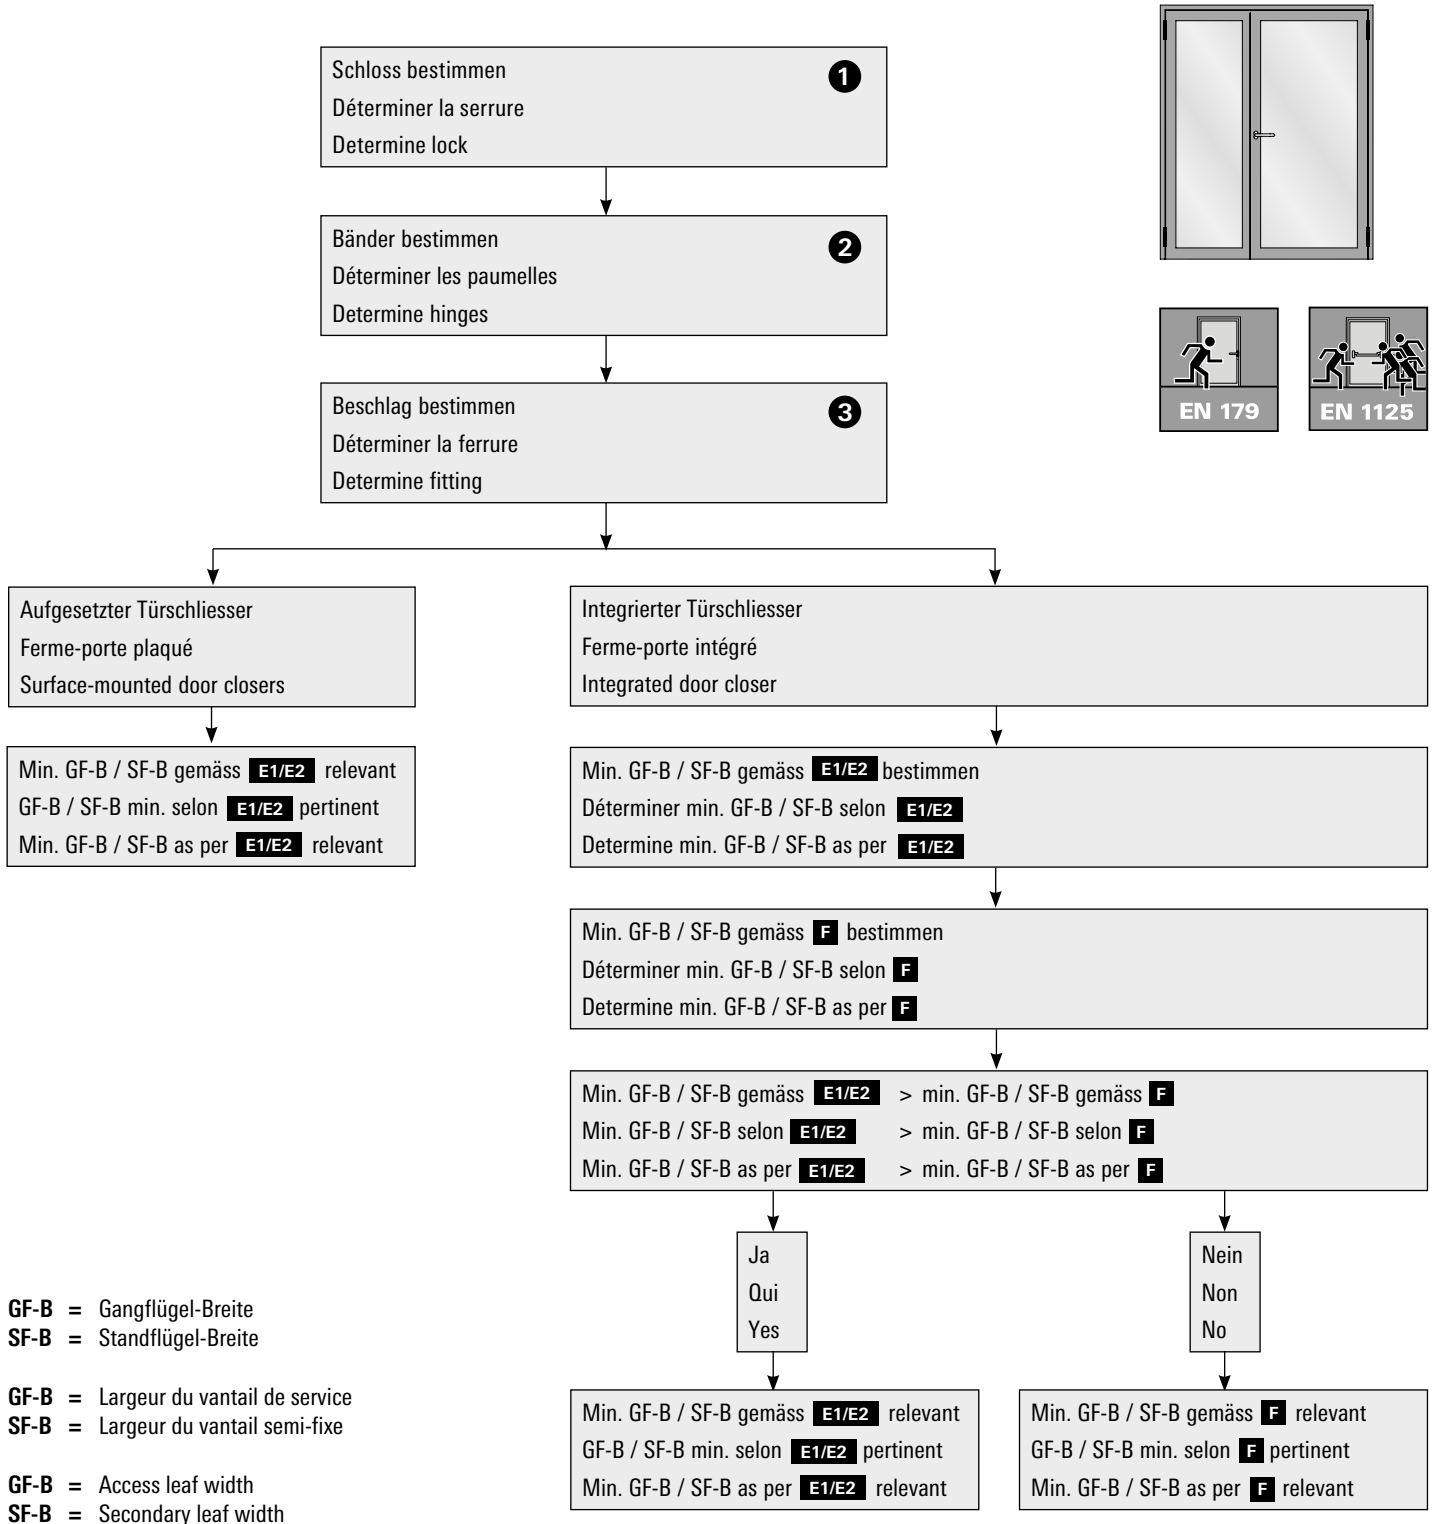 Schloss bestimmen
1
Déterminer la serrure
Determine lock
Bänder bestimmen
2
Déterminer les paumelles
Determine hinges
EN 179
EN 1125
Beschlag bestimmen
3
Déterminer la ferrure
Determine fitting
Aufgesetzter Türschliesser
Ferme-porte plaqué
Surface-mounted door closers
Integrierter Türschliesser
Ferme-porte intégré
Integrated door closer
Min. GF-B / SF-B gemäss E1/E2 relevant
GF-B / SF-B min. selon E1/E2 pertinent
Min. GF-B / SF-B as per E1/E2 relevant
Min. GF-B / SF-B gemäss E1/E2 bestimmen
Déterminer min. GF-B / SF-B selon E1/E2
Determine min. GF-B / SF-B as per E1/E2
Min. GF-B / SF-B gemäss F bestimmen
Déterminer min. GF-B / SF-B selon F
Determine min. GF-B / SF-B as per F
Min. GF-B / SF-B gemäss E1/E2 > min. GF-B / SF-B gemäss F
Min. GF-B / SF-B selon E1/E2 > min. GF-B / SF-B selon F
Min. GF-B / SF-B as per E1/E2 > min. GF-B / SF-B as per F
Ja
Qui
Yes
Nein
Non
No
Min. GF-B / SF-B gemäss E1/E2 relevant
GF-B / SF-B min. selon E1/E2 pertinent
Min. GF-B / SF-B as per E1/E2 relevant
Min. GF-B / SF-B gemäss F relevant
GF-B / SF-B min. selon F pertinent
Min. GF-B / SF-B as per F relevant
GF-B = Gangflügel-Breite
SF-B = Standflügel-Breite
GF-B = Largeur du vantail de service
SF-B = Largeur du vantail semi-fixe
GF-B = Access leaf width
SF-B = Secondary leaf width